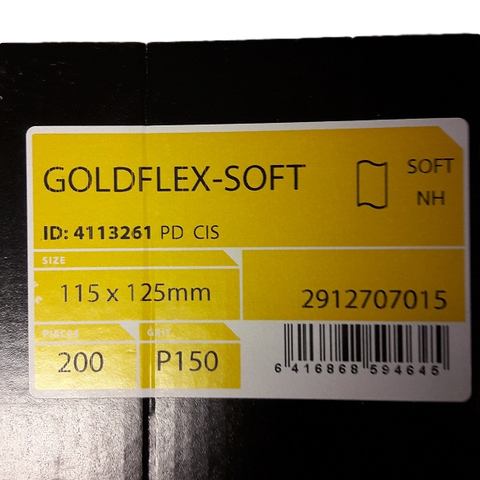 GOLDFLEX-SOFT
SOFT
NH
ID: 4113261 PD CIS
SIZE
115 x 125mm
2912707015
PIECES
GRIT
200
P150
6 416868 594645